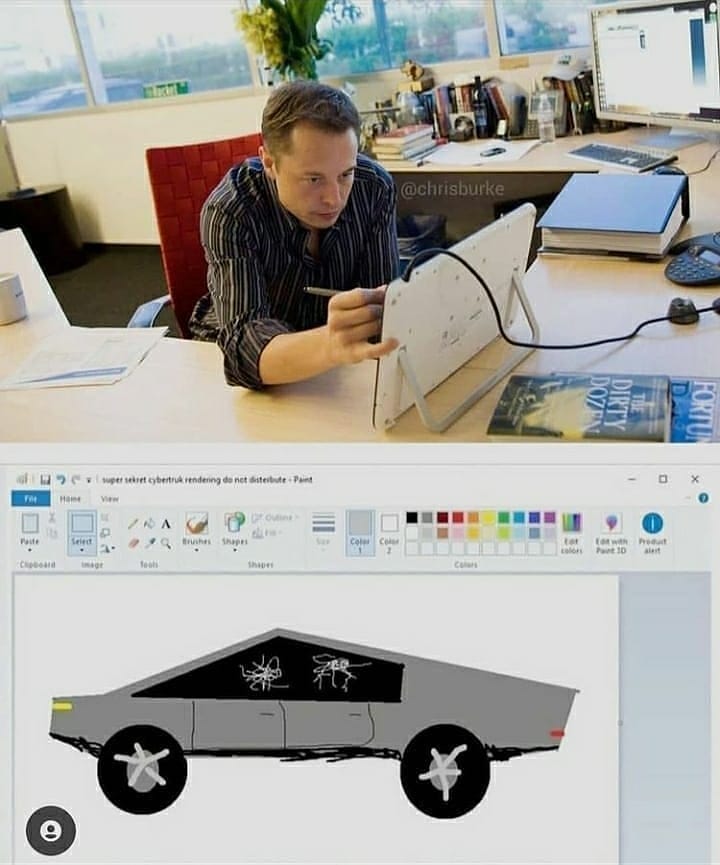 @chrisburke
THE
DIRTY
DOZEN
super sekret cybertruk rendering do not disteribute - Paint
File
Home
View
Paste
Select
A
Brushes
Shapes
Outline
Fill
Size
Color
1
Color
2
Edit
colors
Edit with
Paint 3D
Product
alert
Clipboard
Image
Tools
Shapes
Colors